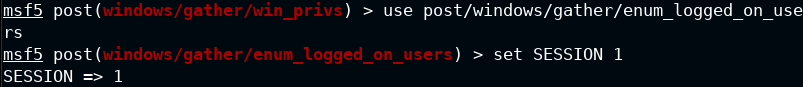 msf5 post(windows/gather/win_privs) > use post/windows/gather/enum_logged_on_use
rs
msf5 post(windows/gather/enum_logged_on_users) > set SESSION 1
SESSION => 1